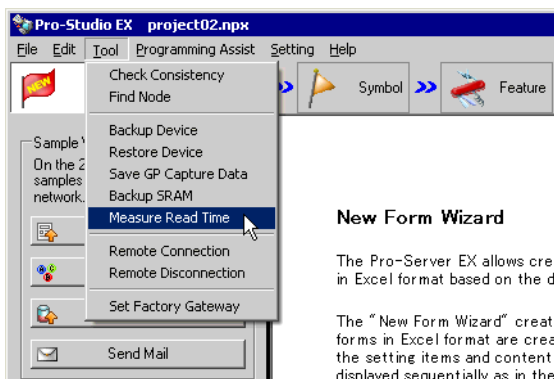 Pro-Studio EX project02.npx
File Edit Tool Programming Assist Setting Help
NEW
Symbol
Feature
Check Consistency
Find Node
Backup Device
Restore Device
Save GP Capture Data
Backup SRAM
Measure Read Time
Remote Connection
Remote Disconnection
Set Factory Gateway
Sample
On the 2
samples
network.
Send Mail
New Form Wizard
The Pro-Server EX allows cre
in Excel format based on the d
The "New Form Wizard" creat
forms in Excel format are crea
the setting items and content
displayed sequentially as in the